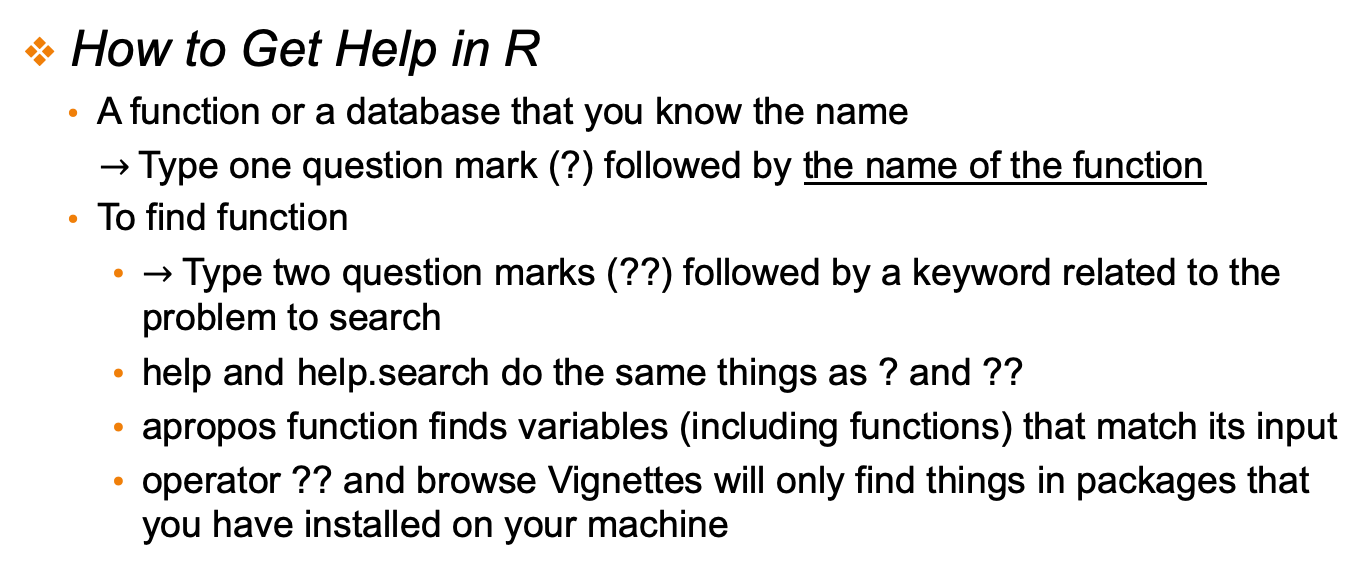 ❖ How to Get Help in R
• A function or a database that you know the name
→ Type one question mark (?) followed by the name of the function
• To find function
• → Type two question marks (??) followed by a keyword related to the
problem to search
• help and help.search do the same things as ? and ??
• apropos function finds variables (including functions) that match its input
• operator ?? and browse Vignettes will only find things in packages that
you have installed on your machine